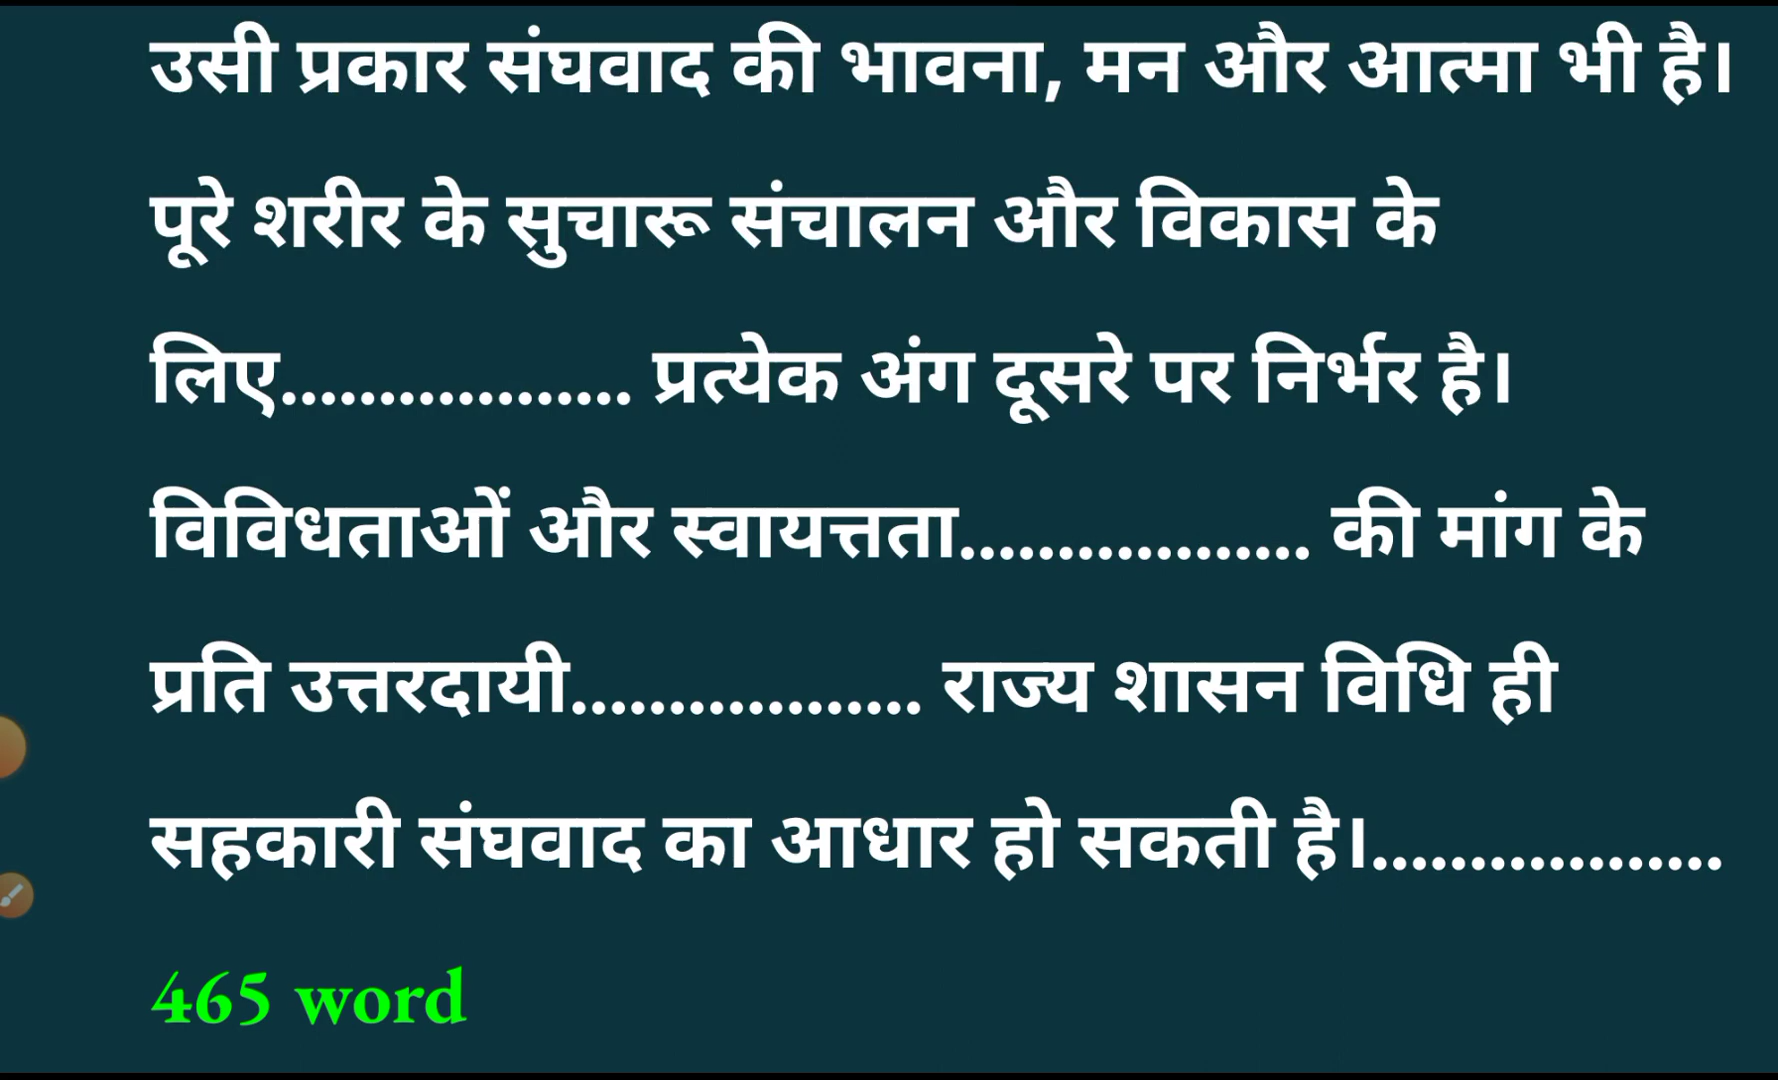 उसी प्रकार संघवाद की भावना, मन और आत्मा भी है।
पूरे शरीर के सुचारू संचालन और विकास के
लिए.................. प्रत्येक अंग दूसरे पर निर्भर है।
विविधताओं और स्वायत्तता.................. की मांग के
प्रति उत्तरदायी.................. राज्य शासन विधि ही
सहकारी संघवाद का आधार हो सकती है।..................
465 word